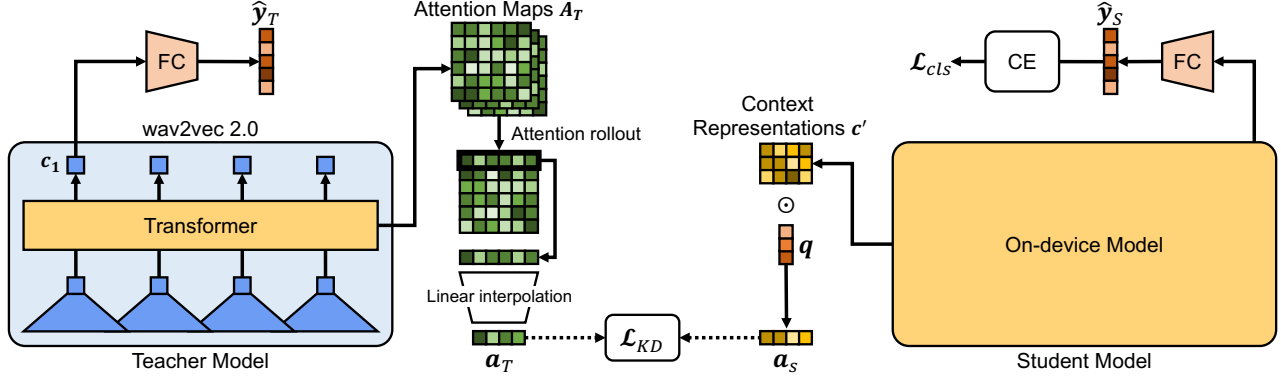 ŷ_T
FC
wav2vec 2.0
c_1
Transformer
Teacher Model
Attention Maps A_T
Attention rollout
Linear interpolation
a_T
ℒ_KD
Context
Representations c′
⊙
q
a_s
ŷ_S
ℒ_cls
CE
FC
On-device Model
Student Model